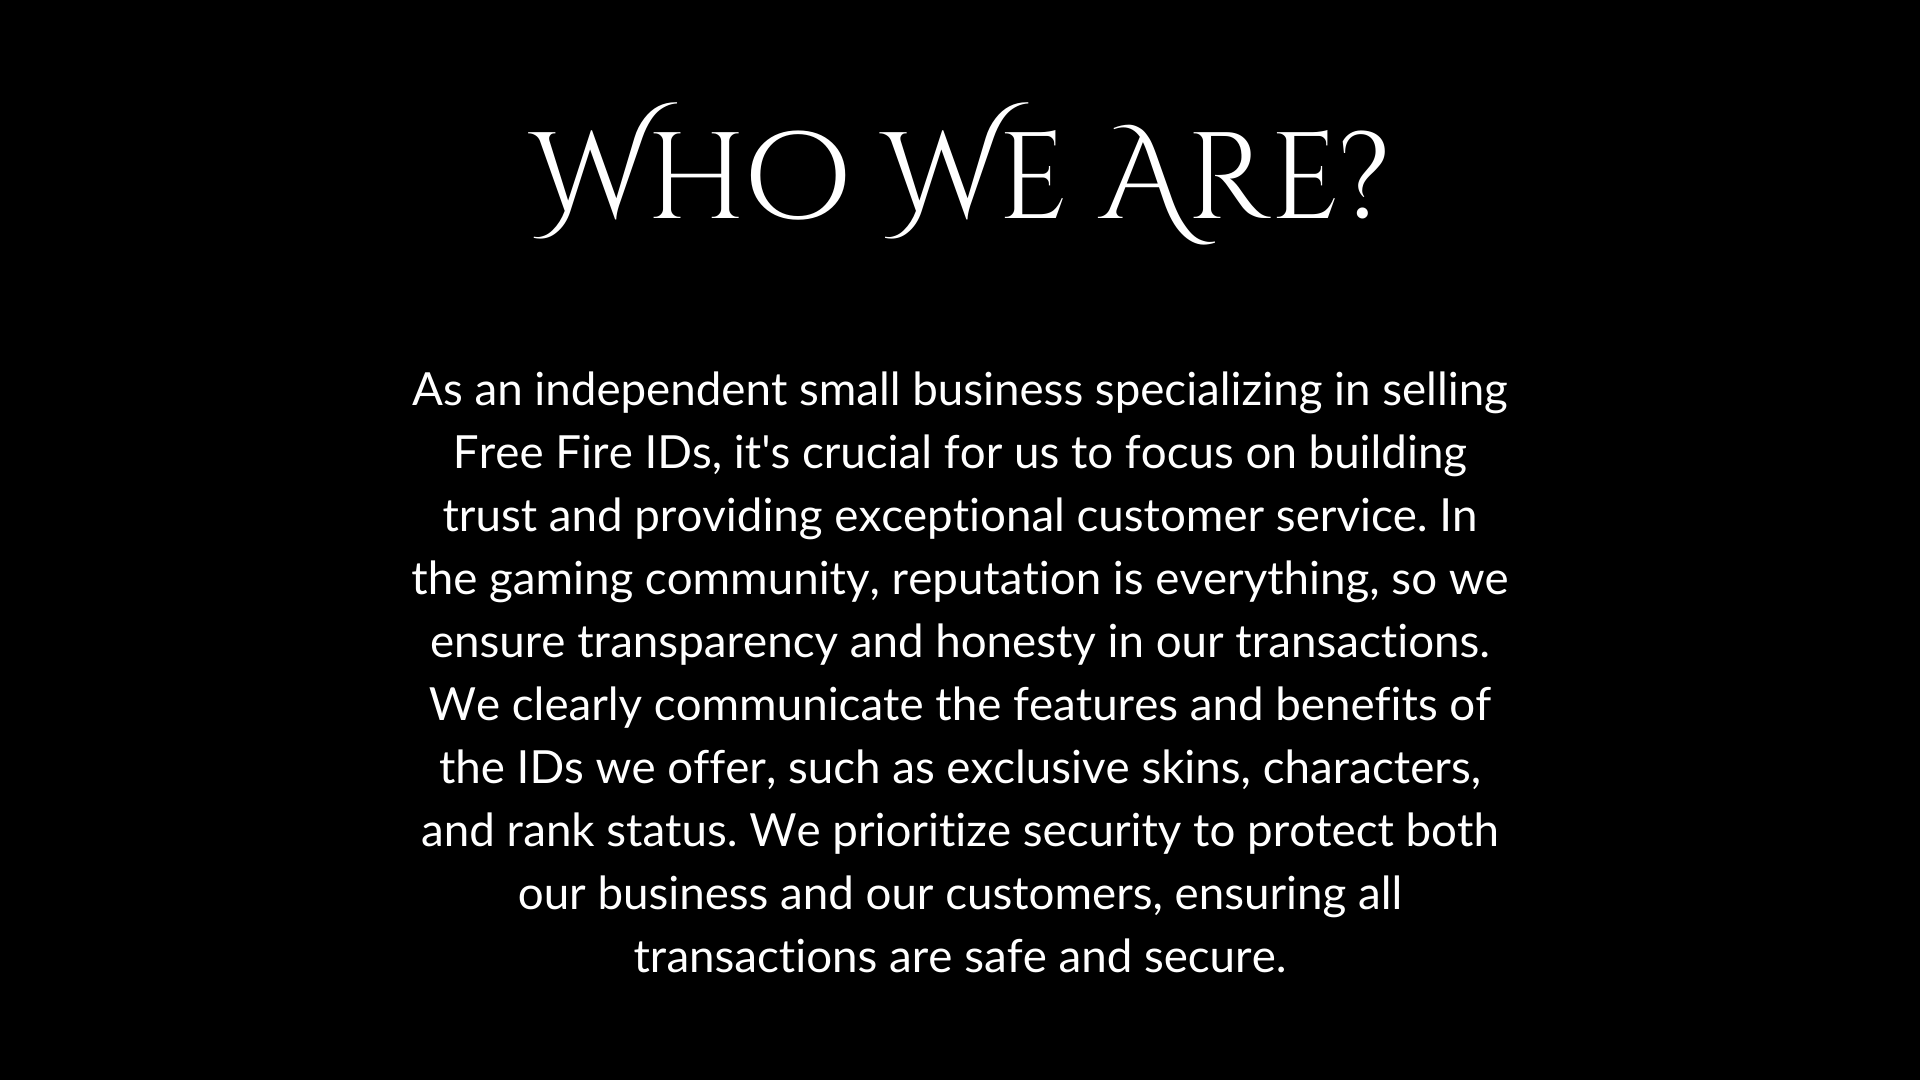 Who We Are?
As an independent small business specializing in selling
Free Fire IDs, it's crucial for us to focus on building
trust and providing exceptional customer service. In
the gaming community, reputation is everything, so we
ensure transparency and honesty in our transactions.
We clearly communicate the features and benefits of
the IDs we offer, such as exclusive skins, characters,
and rank status. We prioritize security to protect both
our business and our customers, ensuring all
transactions are safe and secure.